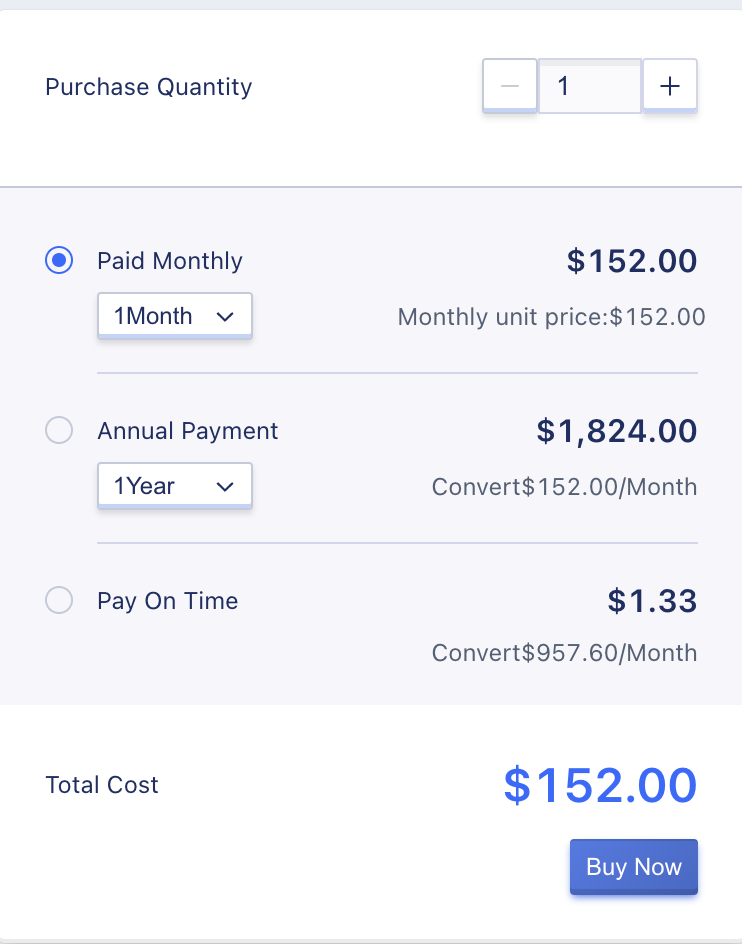 Purchase Quantity
1
Paid Monthly $152.00
1Month Monthly unit price:$152.00
Annual Payment $1,824.00
1Year Convert$152.00/Month
Pay On Time $1.33
Convert$957.60/Month
Total Cost $152.00
Buy Now